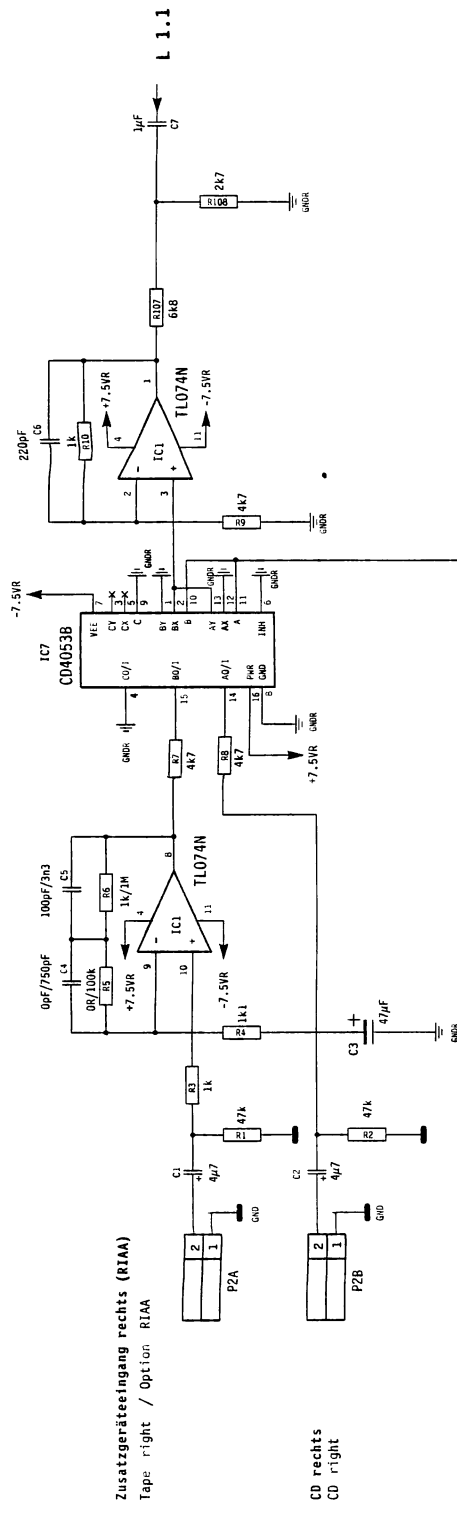 Zusatzgeräteeingang rechts (RIAA)
Tape right / Option RIAA
CD rechts
CD right
P2A
2
1
GND
C1
+
4µ7
R1
47k
R3
1k
P2B
2
1
GND
C2
+
4µ7
R2
47k
0pF/750pF
C4
100pF/3n3
C5
R5
0R/100k
R6
1k/1M
+7.5VR
-7.5VR
9
10
-
+
4
11
8
IC1
TL074N
R4
1k1
C3
+
47µF
GNDR
R7
4k7
R8
4k7
IC7
CD4053B
-7.5VR
VEE
7
CY
3
CX
5
C
9
GNDR
BY
1
BX
2
B
10
AY
13
AX
12
A
11
INH
6
GNDR
GNDR
GNDR
CO/1
4
GNDR
BO/1
15
AO/1
14
PWR
16
GND
8
+7.5VR
GNDR
220pF
C6
1k
R10
+7.5VR
-7.5VR
2
3
-
+
4
11
1
IC1
TL074N
R9
4k7
GNDR
R107
6k8
R108
2k7
GNDR
1µF
C7
L 1.1